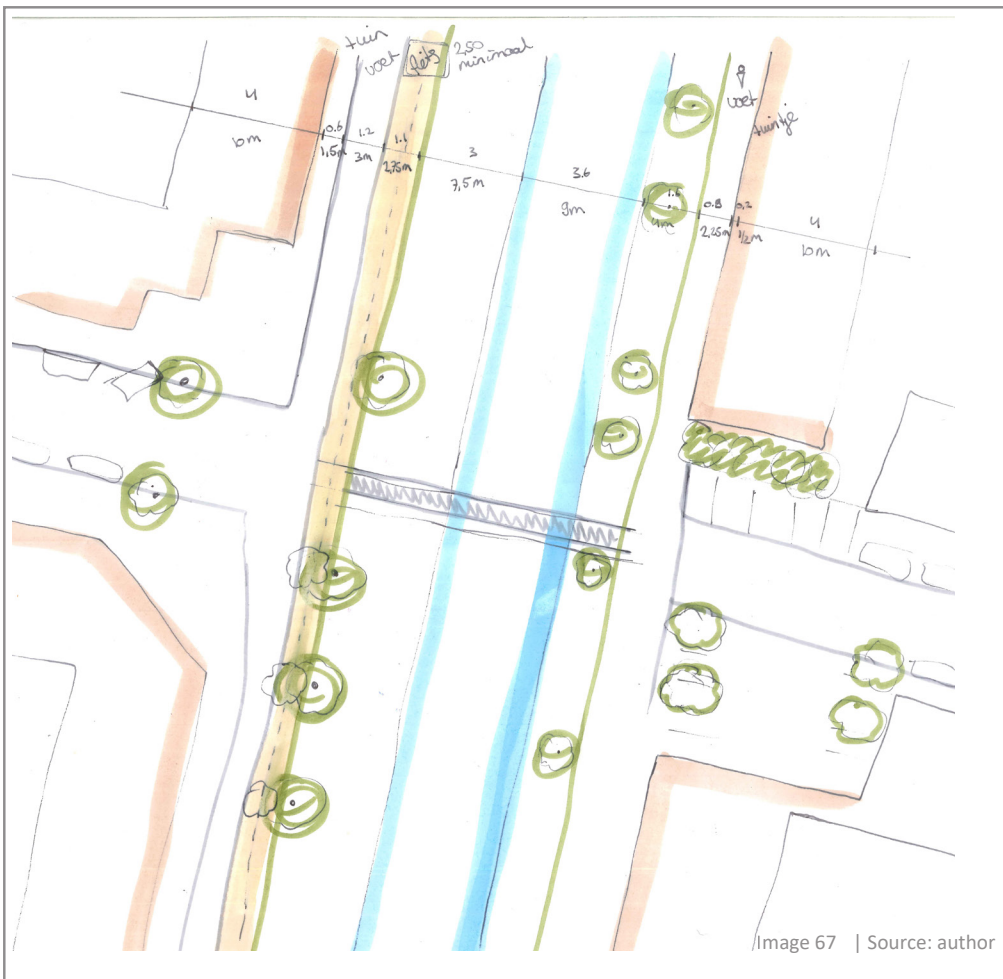 tuin
voet
fiets
2,50
minimaal
voet
tuintje
4
10m
0.6
1,5m
1.2
3m
1.1
2,75m
3
7,5m
3.6
9m
1.6
4m
0.8
2,25m
0.2
1/2m
4
10m
Image 67 | Source: author